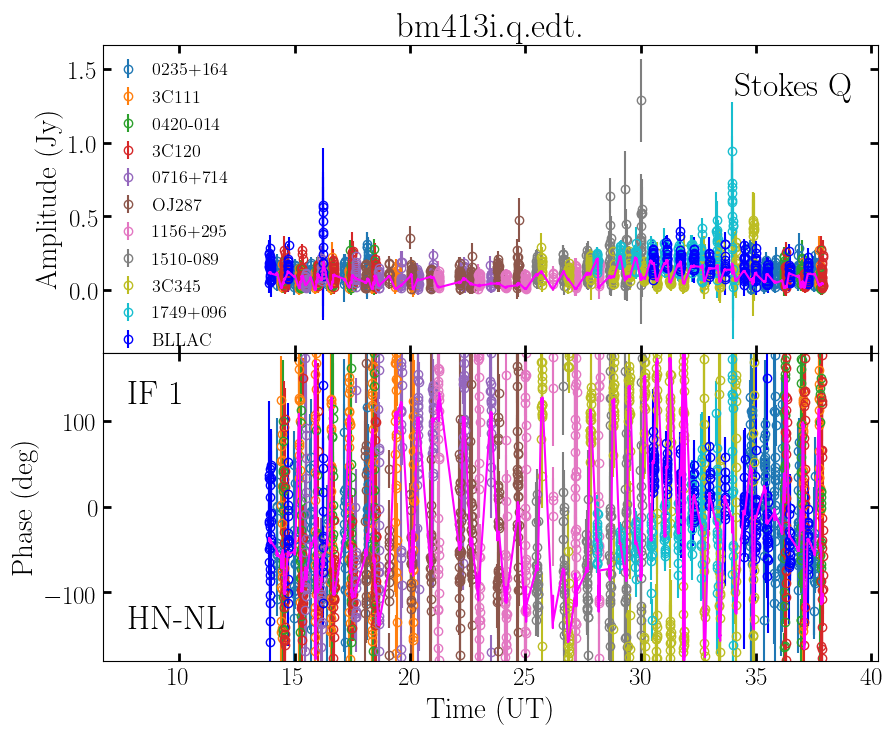 bm413i.q.edt.
Stokes Q
Amplitude (Jy)
1.5
1.0
0.5
0.0
0235+164
3C111
0420-014
3C120
0716+714
OJ287
1156+295
1510-089
3C345
1749+096
BLLAC
IF 1
HN-NL
Phase (deg)
100
0
−100
10 15 20 25 30 35 40
Time (UT)